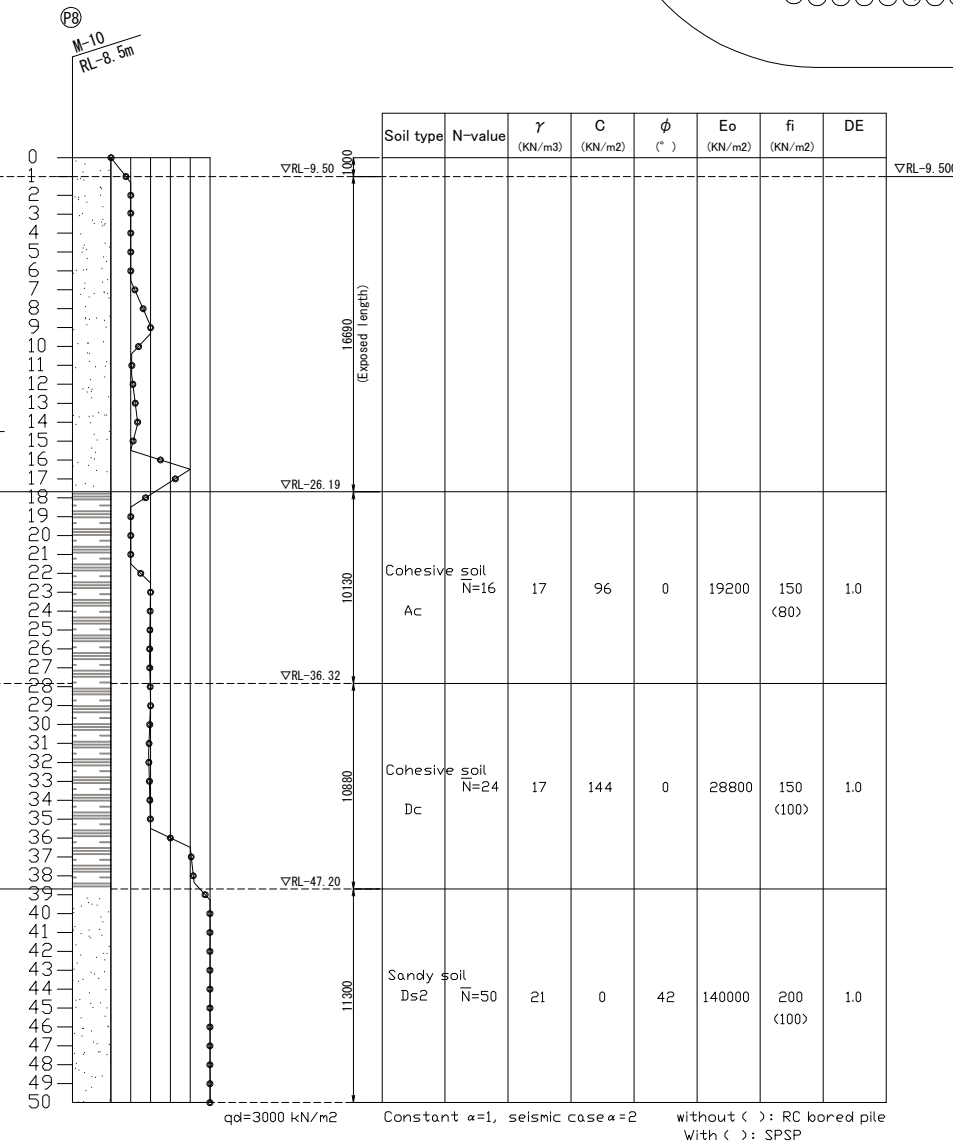 P8
M-10
RL-8.5m
Soil type N-value γ (KN/m3) C (KN/m2) φ (°) Eo (KN/m2) fi (KN/m2) DE
0
1
2
3
4
5
6
7
8
9
10
11
12
13
14
15
16
17
18
19
20
21
22
23
24
25
26
27
28
29
30
31
32
33
34
35
36
37
38
39
40
41
42
43
44
45
46
47
48
49
50
1000
▽RL-9.50
▽RL-9.500
16690
(Exposed length)
▽RL-26.19
10130
Cohesive soil
Ac
N̅=16 17 96 0 19200 150 1.0
(80)
▽RL-36.32
10880
Cohesive soil
Dc
N̅=24 17 144 0 28800 150 1.0
(100)
▽RL-47.20
11300
Sandy soil
Ds2 N̅=50 21 0 42 140000 200 1.0
(100)
qd=3000 kN/m2
Constant α=1, seismic case α=2
without ( ): RC bored pile
With ( ): SPSP